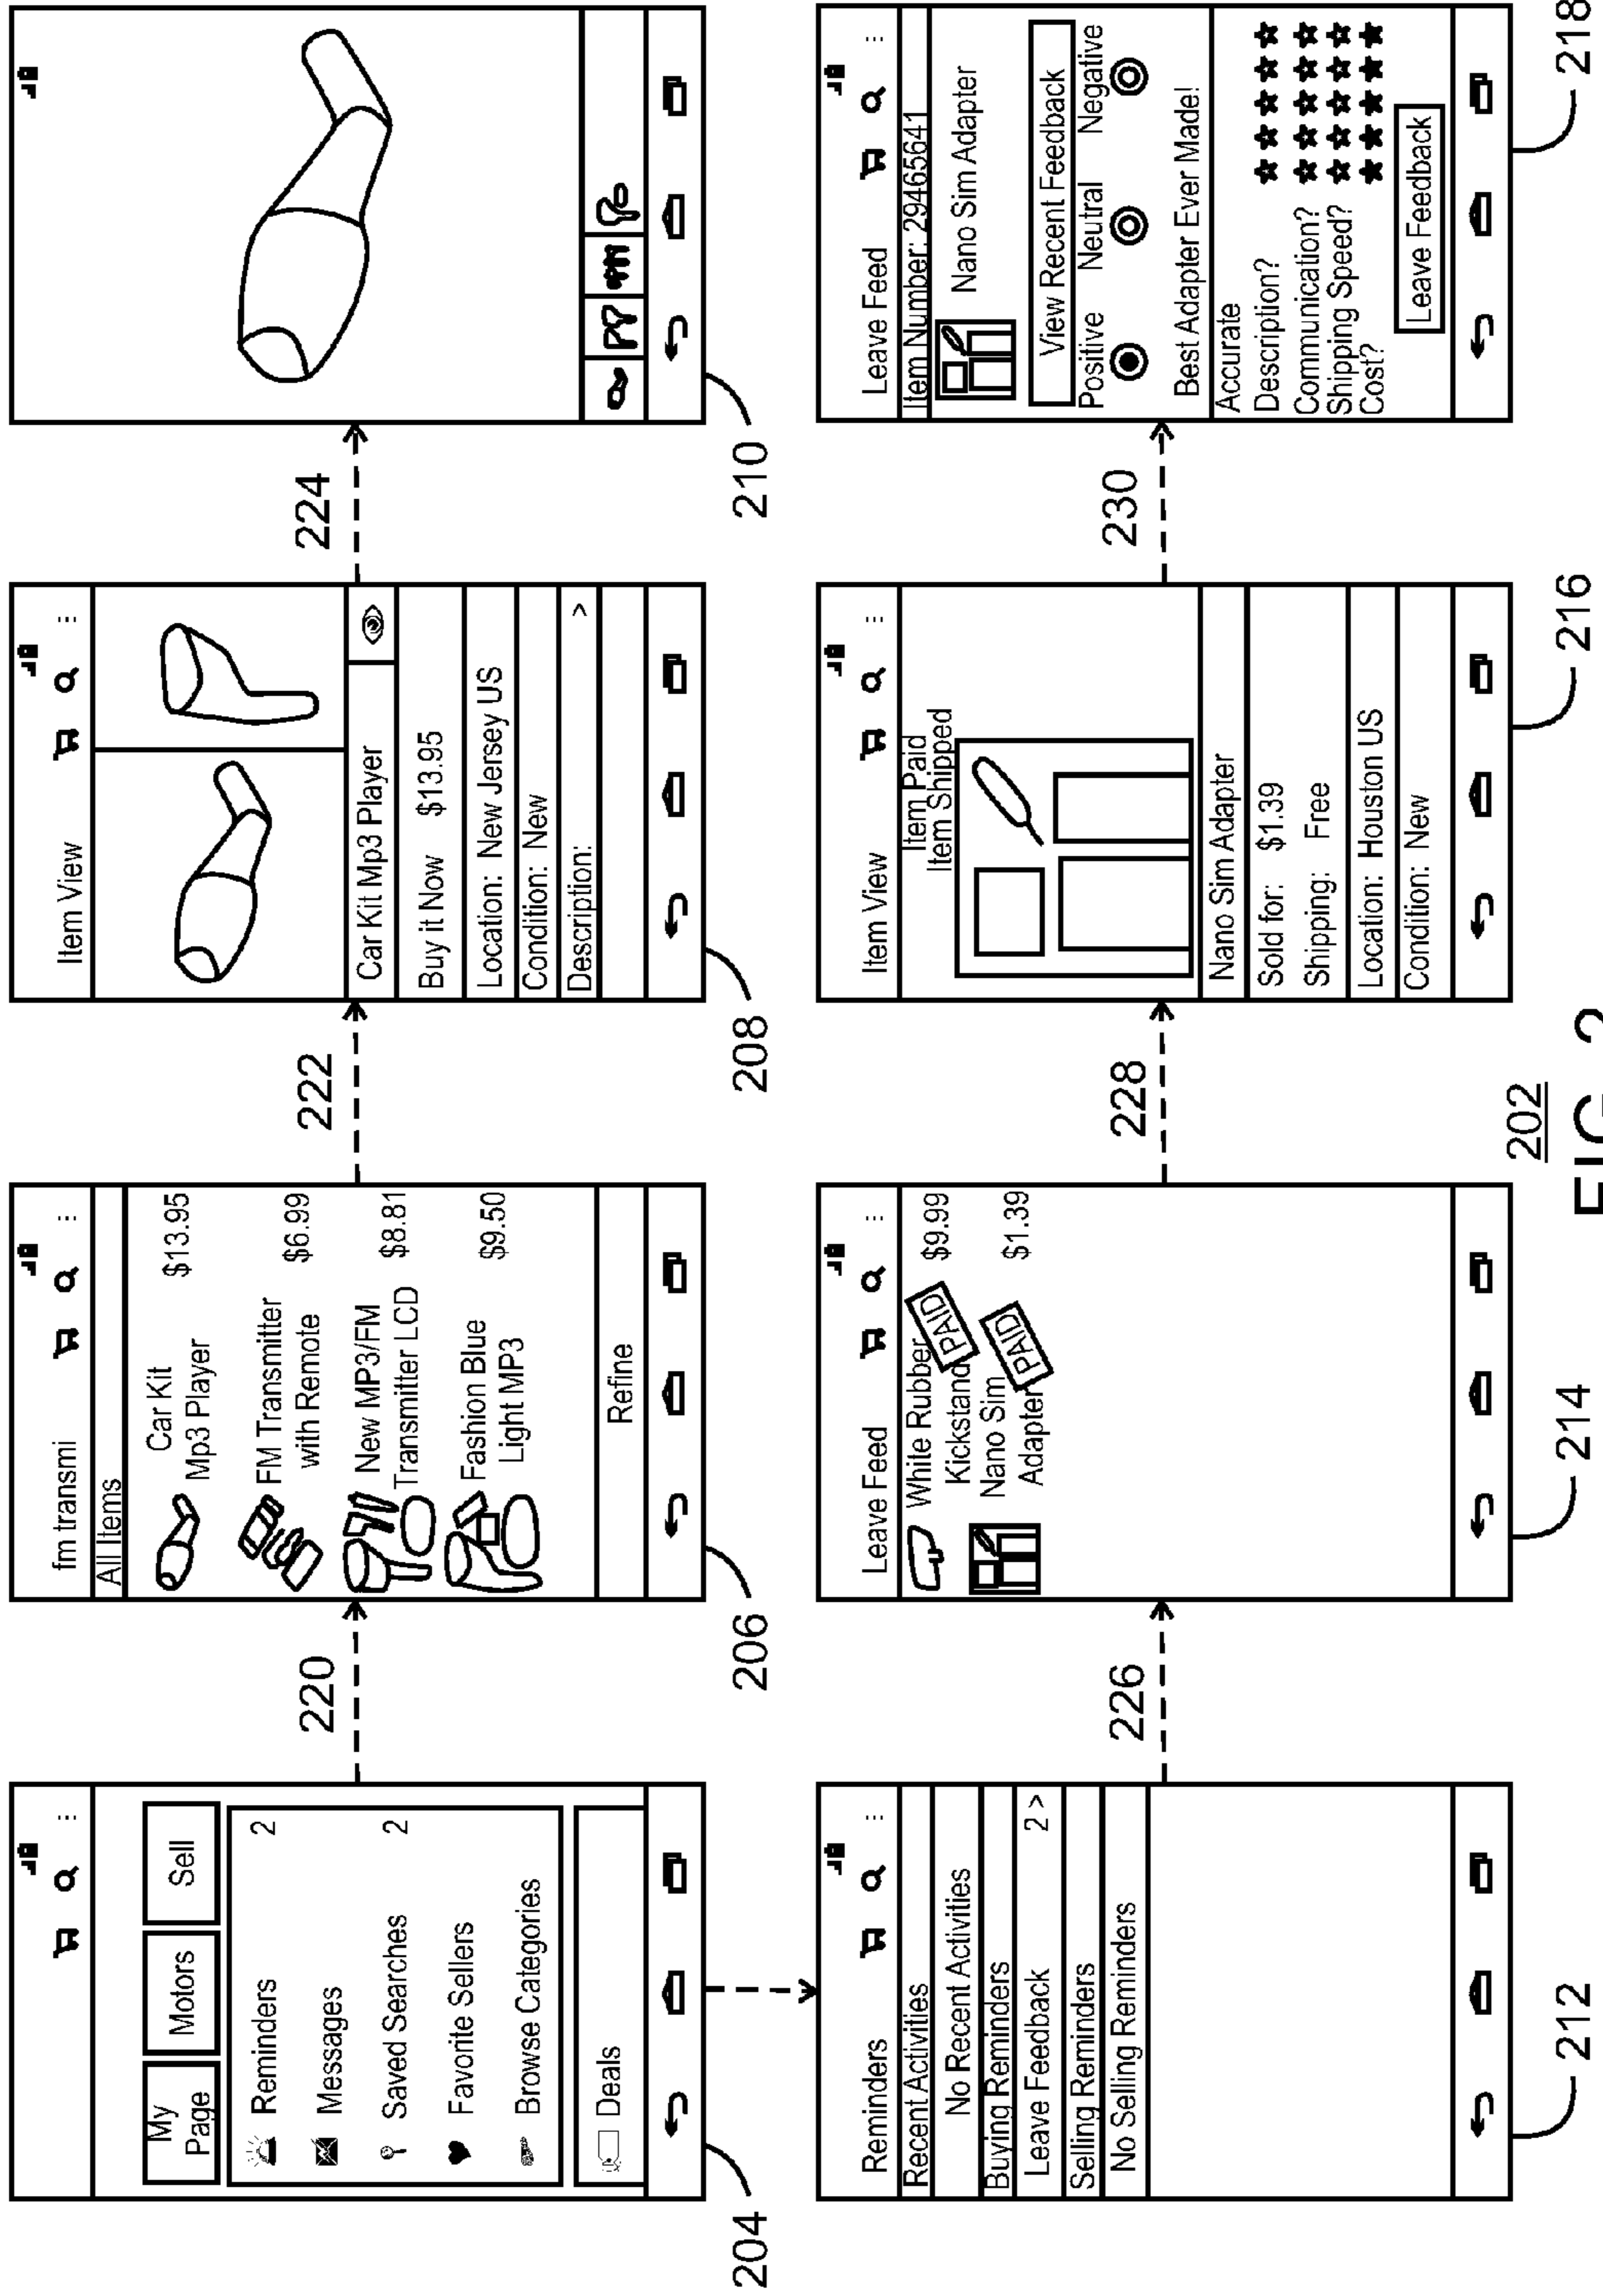 My
Page
Motors
Sell
Reminders 2
Messages
Saved Searches 2
Favorite Sellers
Browse Categories
Deals
204
220
fm transmi
All Items
Car Kit
Mp3 Player
$13.95
FM Transmitter
with Remote
$6.99
New MP3/FM
Transmitter LCD
$8.81
Fashion Blue
Light MP3
$9.50
Refine
206
222
Item View
Car Kit Mp3 Player
Buy it Now $13.95
Location: New Jersey US
Condition: New
Description: >
208
224
210
Reminders
Recent Activities
No Recent Activities
Buying Reminders
Leave Feedback 2 >
Selling Reminders
No Selling Reminders
212
226
Leave Feed
White Rubber
Kickstand
PAID
$9.99
Nano Sim
Adapter
PAID
$1.39
214
228
Item View
Item Paid
Item Shipped
Nano Sim Adapter
Sold for: $1.39
Shipping: Free
Location: Houston US
Condition: New
216
230
Leave Feed
Item Number: 29465641
Nano Sim Adapter
View Recent Feedback
Positive Neutral Negative
Best Adapter Ever Made!
Accurate
Description?
Communication?
Shipping Speed?
Cost?
Leave Feedback
218
202
FIG. 2